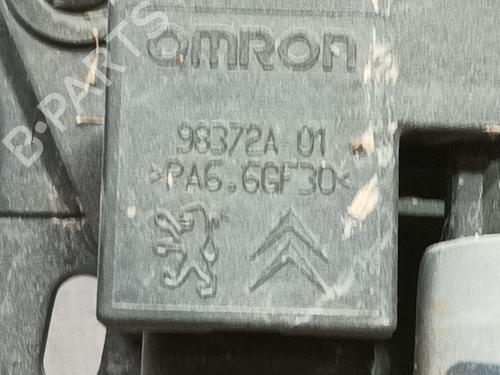 B-PARTS
OMRON
98372A 01
>PA6.6GF30<